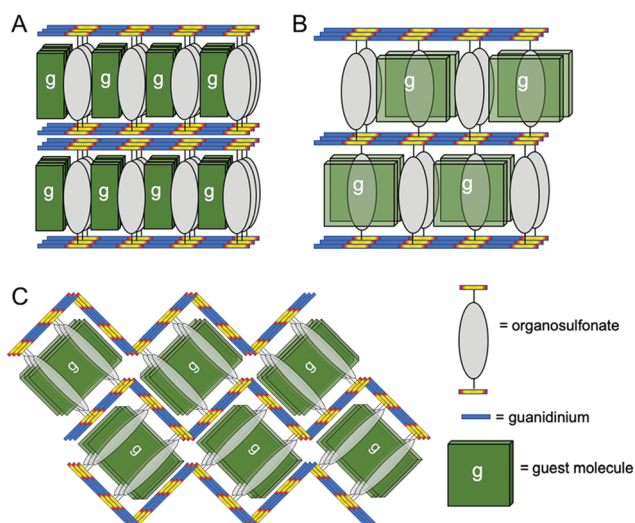 A
B
g g g g
g g
g g g g
g g
C
g g g
= organosulfonate
= guanidinium
g g g
g = guest molecule